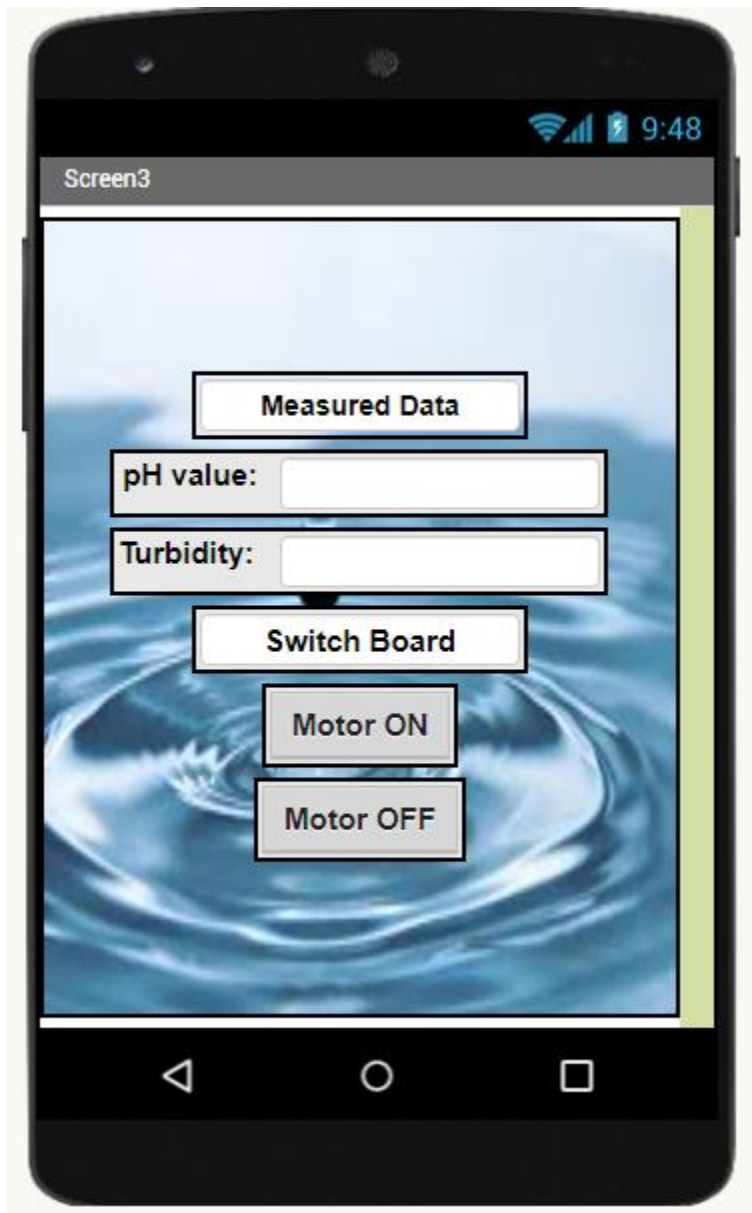 9:48
Screen3
Measured Data
pH value:
Turbidity:
Switch Board
Motor ON
Motor OFF